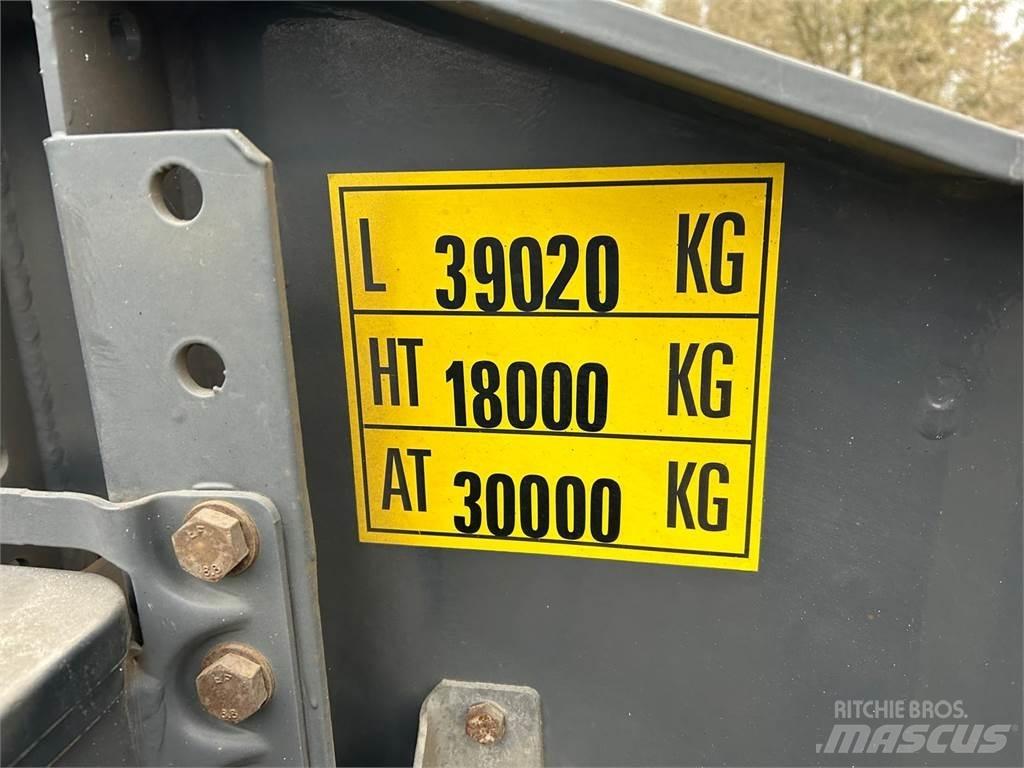 L 39020 KG
HT 18000 KG
AT 30000 KG
RITCHIE BROS.
MASCUS